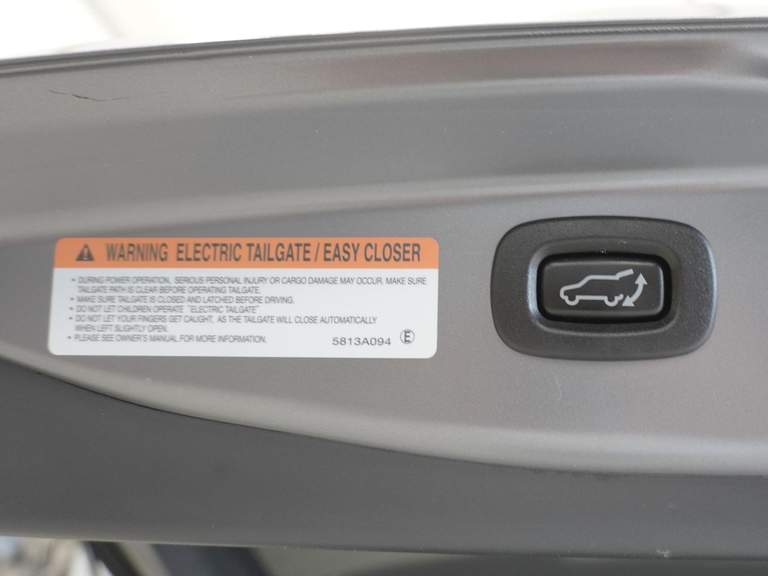 WARNING ELECTRIC TAILGATE / EASY CLOSER
• DURING POWER OPERATION, SERIOUS PERSONAL INJURY OR CARGO DAMAGE MAY OCCUR, MAKE SURE
TAILGATE PATH IS CLEAR BEFORE OPERATING TAILGATE.
• MAKE SURE TAILGATE IS CLOSED AND LATCHED BEFORE DRIVING.
• DO NOT LET CHILDREN OPERATE "ELECTRIC TAILGATE"
• DO NOT LET YOUR FINGERS GET CAUGHT, AS THE TAILGATE WILL CLOSE AUTOMATICALLY
WHEN LEFT SLIGHTLY OPEN.
• PLEASE SEE OWNER'S MANUAL FOR MORE INFORMATION. 5813A094 Ⓔ